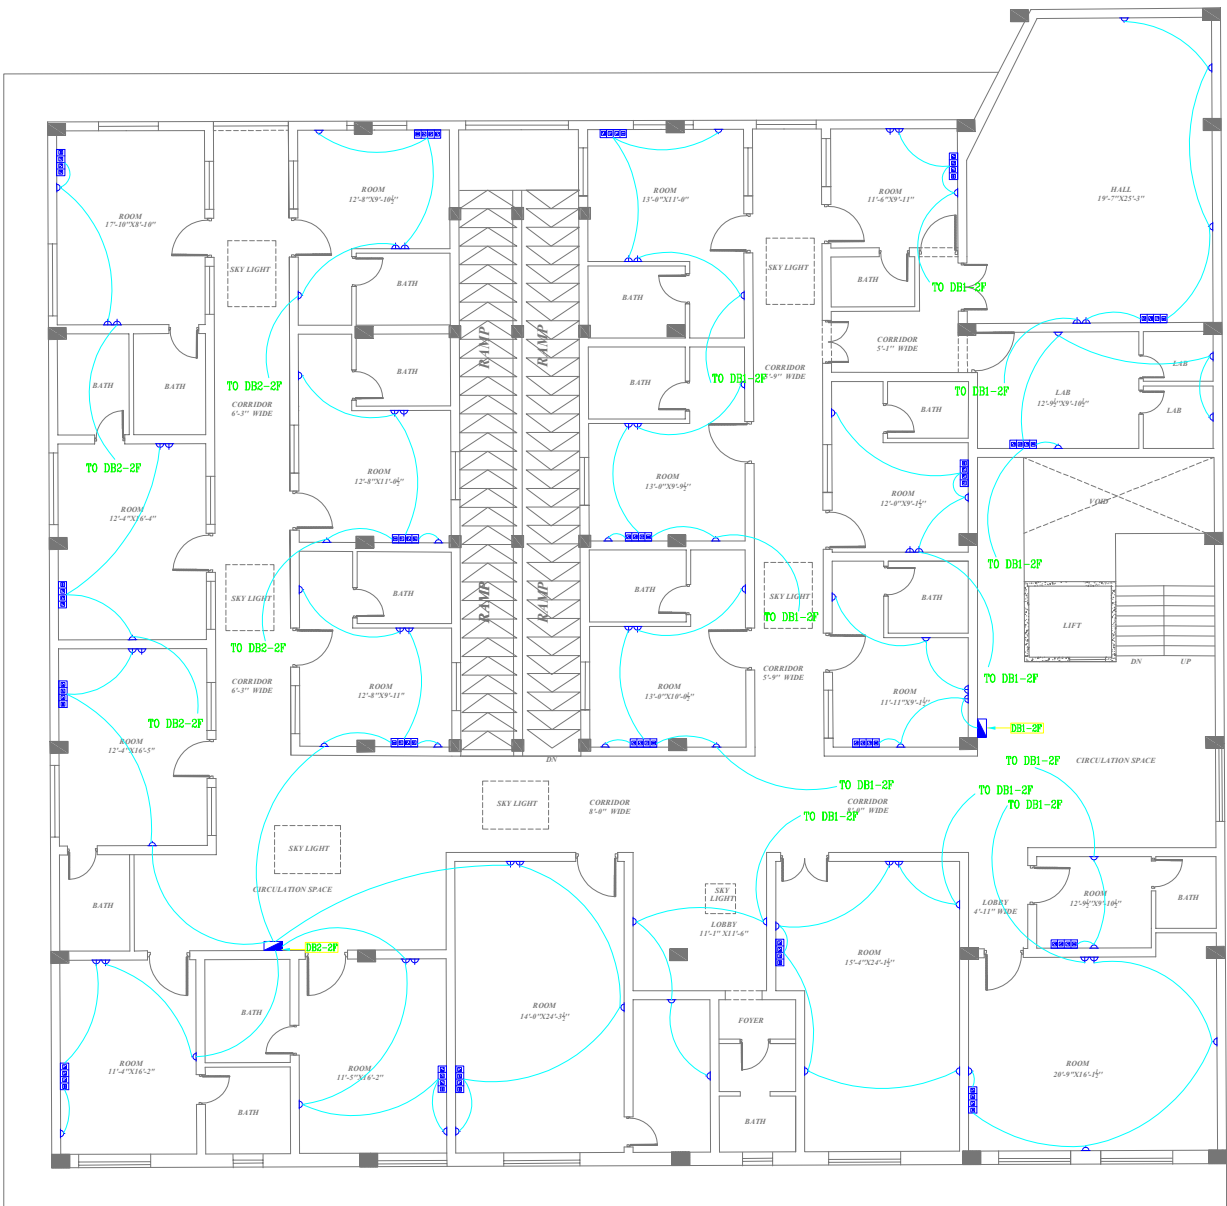 ROOM
12'-8"X9'-10½"
ROOM
13'-0"X11'-0"
ROOM
11'-6"X9'-11"
HALL
19'-7"X25'-3"
ROOM
17'-10"X8'-10"
SKY LIGHT
SKY LIGHT
BATH
BATH
BATH
TO DB1-2F
RAMP
RAMP
CORRIDOR
5'-1" WIDE
BATH
BATH
TO DB2-2F
BATH
BATH
TO DB1-2F
5'-9" WIDE
TO DB1-2F
LAB
CORRIDOR
6'-3" WIDE
LAB
12'-9½"X9'-10½"
LAB
BATH
TO DB2-2F
ROOM
12'-8"X11'-0½"
ROOM
13'-0"X9'-9½"
ROOM
12'-0"X9'-1½"
VOID
ROOM
12'-4"X16'-4"
TO DB1-2F
SKY LIGHT
BATH
RAMP
RAMP
BATH
SKY LIGHT
BATH
TO DB1-2F
LIFT
TO DB2-2F
DN
UP
CORRIDOR
6'-3" WIDE
ROOM
12'-8"X9'-11"
ROOM
13'-0"X10'-0½"
CORRIDOR
5'-9" WIDE
TO DB1-2F
ROOM
11'-11"X9'-1½"
TO DB2-2F
DB1-2F
ROOM
12'-4"X16'-5"
DN
TO DB1-2F
CIRCULATION SPACE
TO DB1-2F
TO DB1-2F
SKY LIGHT
CORRIDOR
8'-0" WIDE
CORRIDOR
8'-0" WIDE
TO DB1-2F
TO DB1-2F
SKY LIGHT
BATH
CIRCULATION SPACE
SKY
LIGHT
LOBBY
11'-1" X11'-6"
LOBBY
4'-11" WIDE
ROOM
12'-9½"X9'-10½"
BATH
DB2-2F
ROOM
15'-4"X24'-1½"
BATH
ROOM
14'-0"X24'-3½"
FOYER
ROOM
11'-4"X16'-2"
ROOM
11'-5"X16'-2"
ROOM
20'-9"X16'-1½"
BATH
BATH